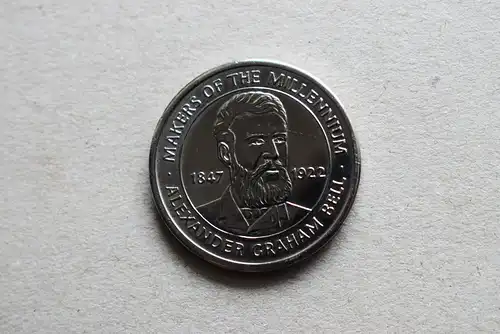 · MAKERS OF THE MILLENNIUM ·
1847 1922
ALEXANDER GRAHAM BELL